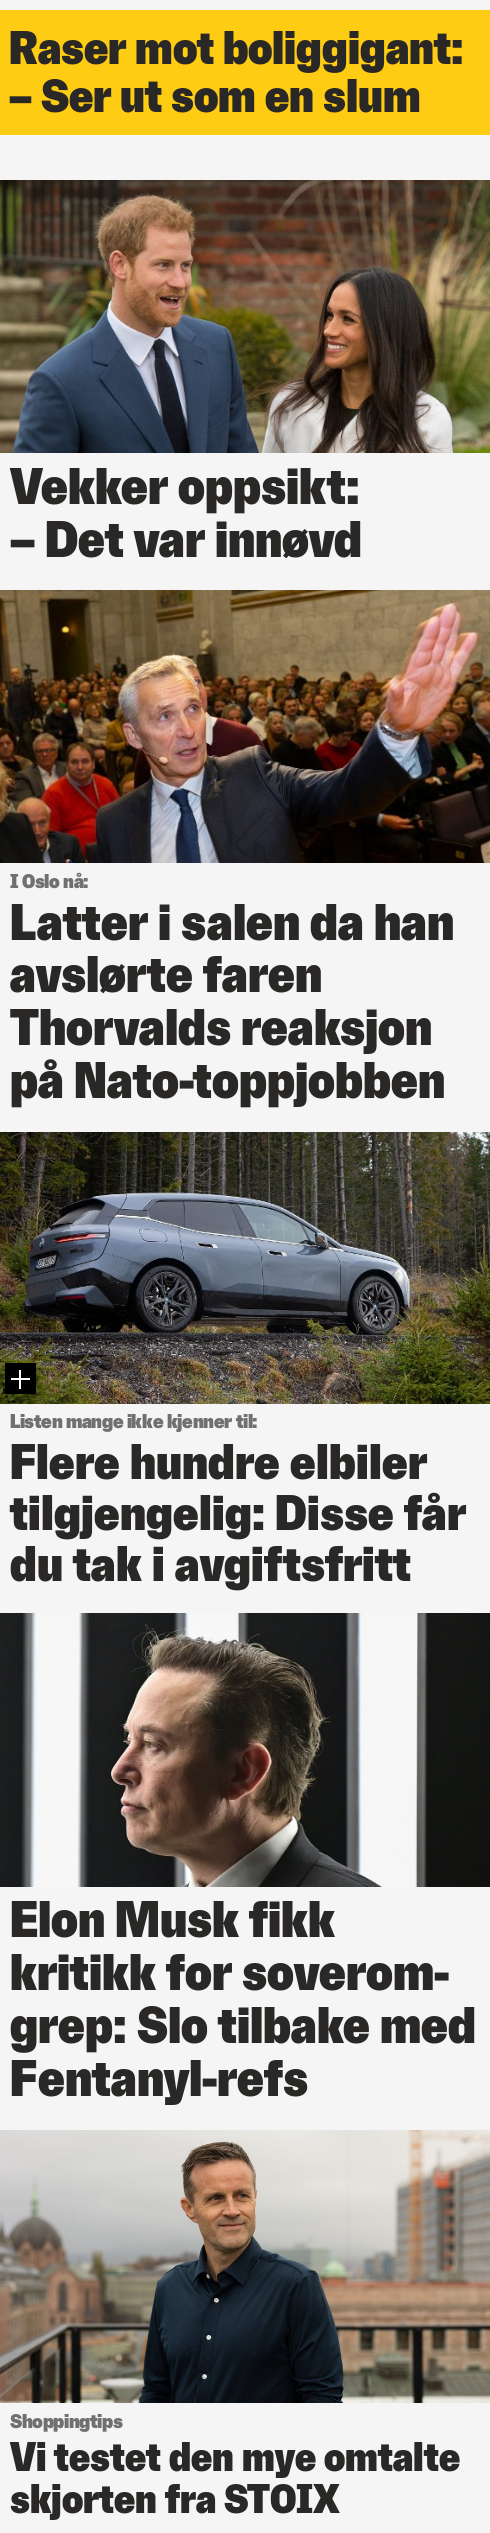 Raser mot boliggigant:
– Ser ut som en slum
Vekker oppsikt:
– Det var innøvd
I Oslo nå:
Latter i salen da han
avslørte faren
Thorvalds reaksjon
på Nato-toppjobben
Listen mange ikke kjenner til:
Flere hundre elbiler
tilgjengelig: Disse får
du tak i avgiftsfritt
Elon Musk fikk
kritikk for soverom-
grep: Slo tilbake med
Fentanyl-refs
Shoppingtips
Vi testet den mye omtalte
skjorten fra STOIX